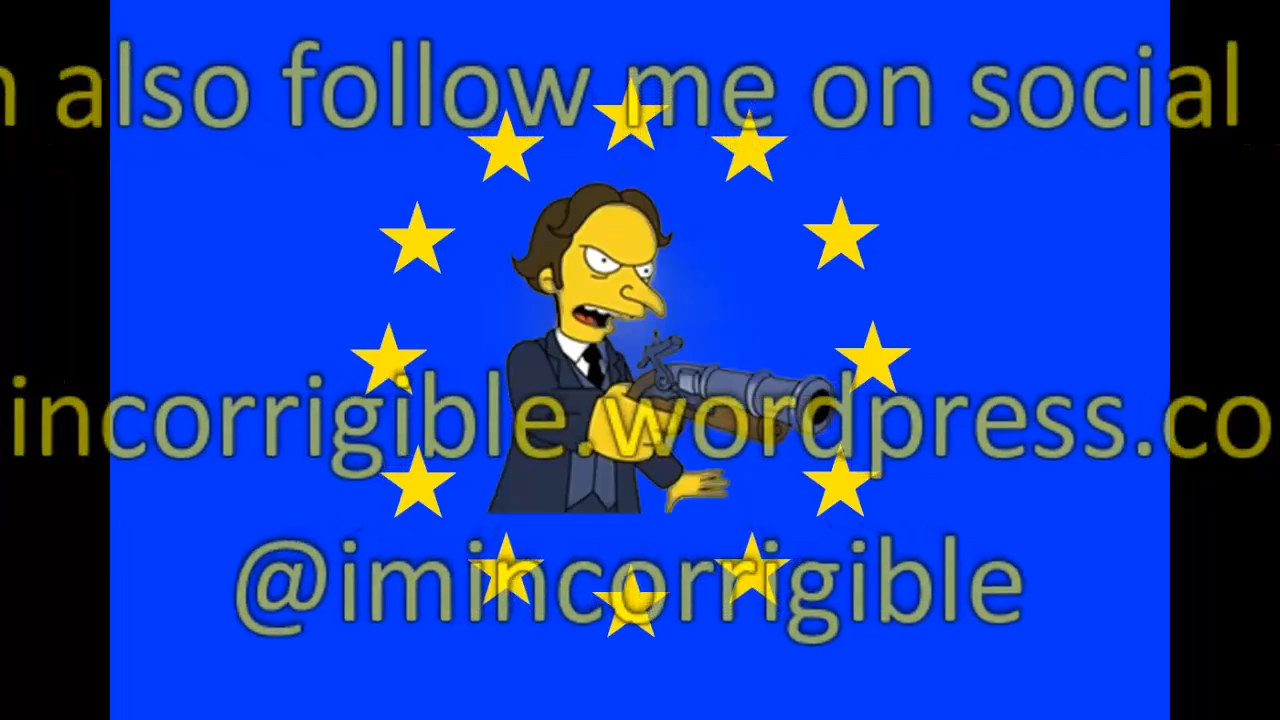 also follow me on social
incorrigible.wordpress.co
@imincorrigible